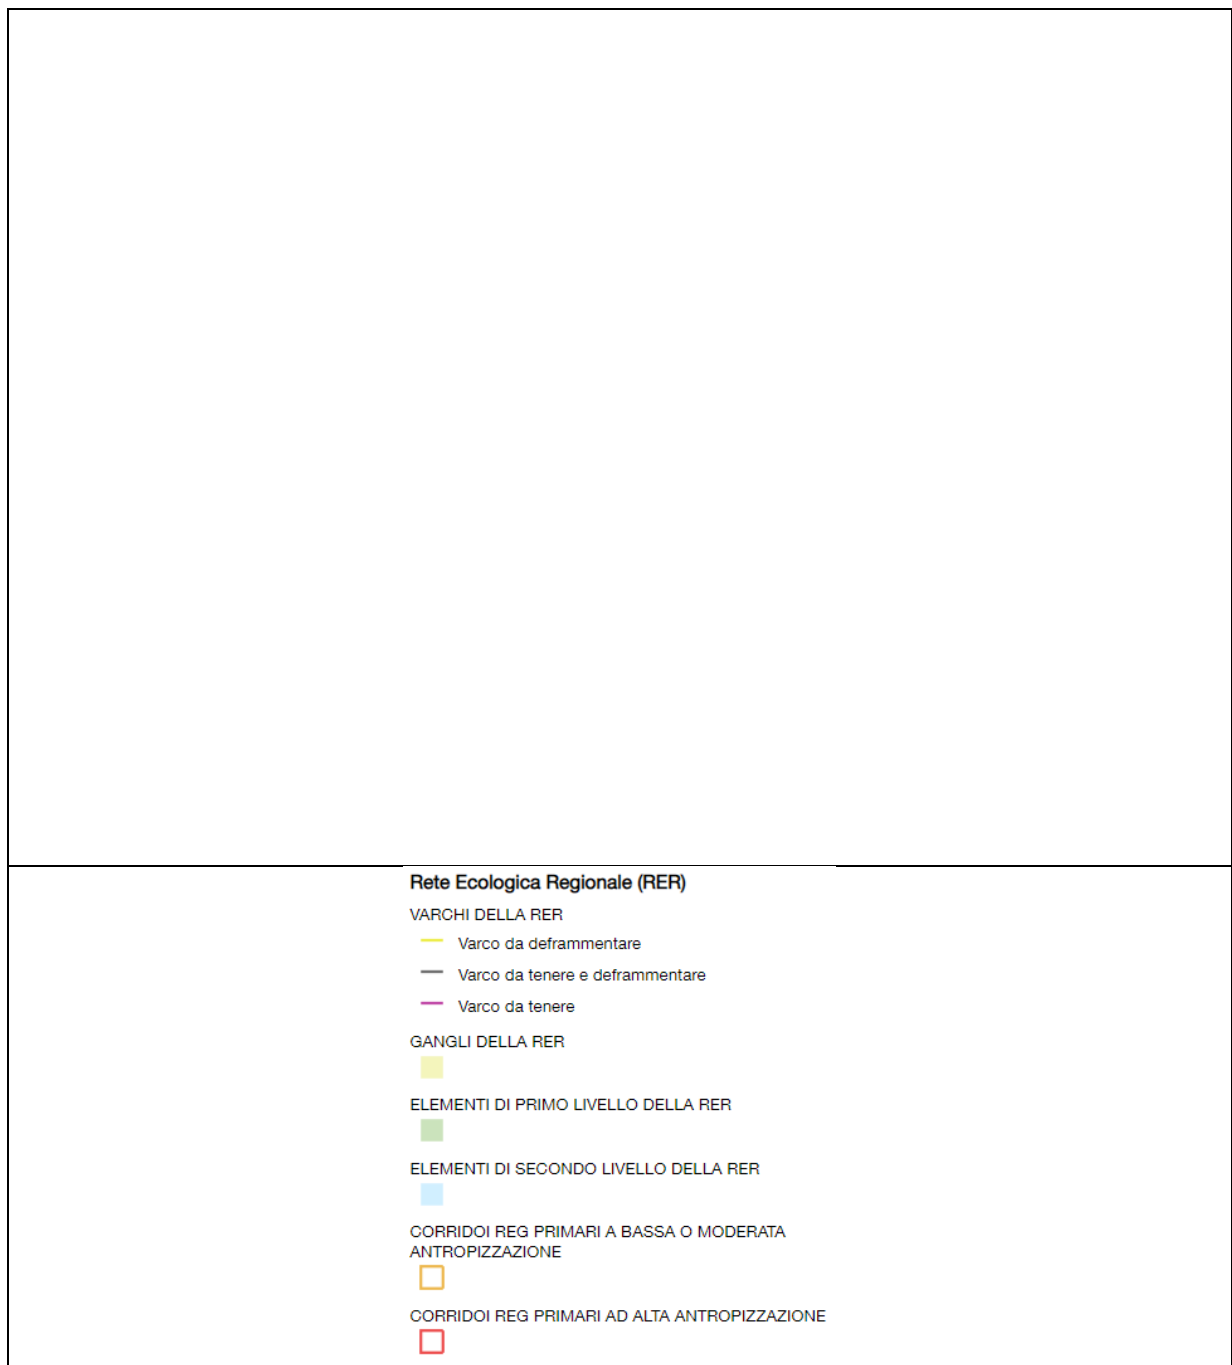 Rete Ecologica Regionale (RER)
VARCHI DELLA RER
Varco da deframmentare
Varco da tenere e deframmentare
Varco da tenere
GANGLI DELLA RER
ELEMENTI DI PRIMO LIVELLO DELLA RER
ELEMENTI DI SECONDO LIVELLO DELLA RER
CORRIDOI REG PRIMARI A BASSA O MODERATA
ANTROPIZZAZIONE
CORRIDOI REG PRIMARI AD ALTA ANTROPIZZAZIONE